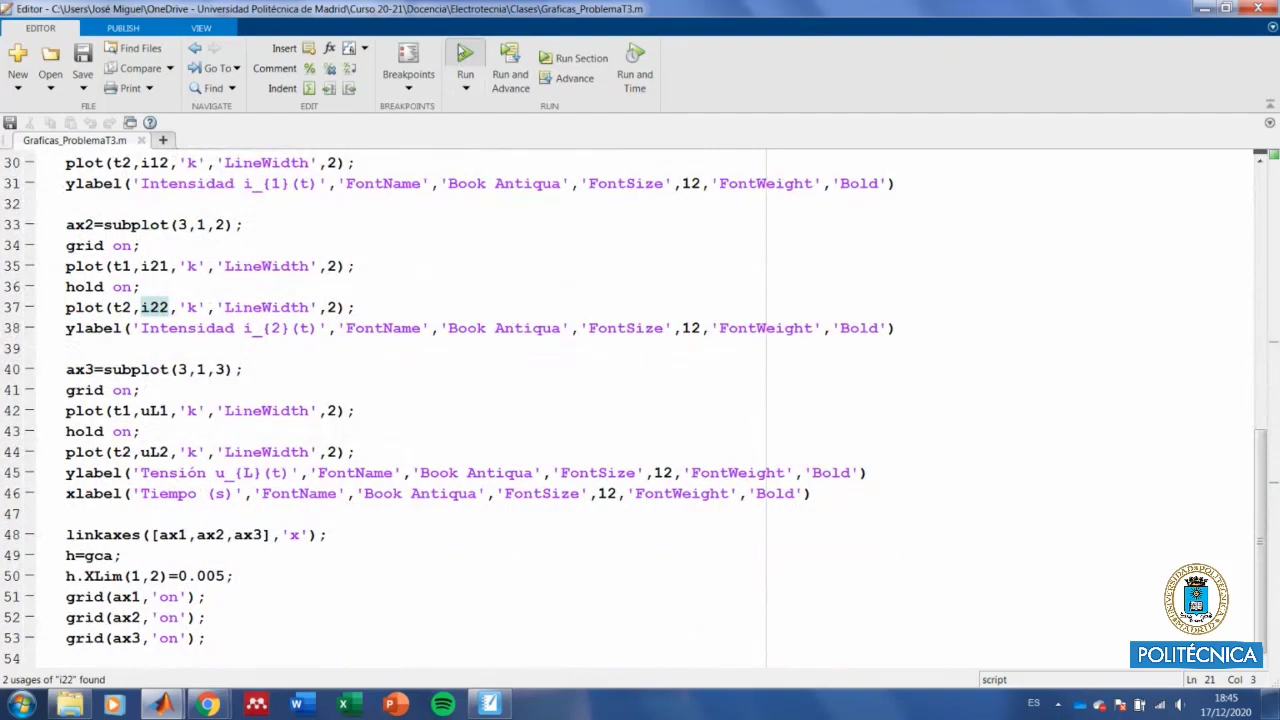 Editor - C:\Users\José Miguel\OneDrive - Universidad Politécnica de Madrid\Curso 20-21\Docencia\Electrotecnia\Clases\Graficas_ProblemaT3.m
EDITOR PUBLISH VIEW
New Open Save Find Files Compare Print
Go To Find
Insert fx
Comment
Indent
Breakpoints
Run Run and Advance Run Section Advance Run and Time
FILE NAVIGATE EDIT BREAKPOINTS RUN
Graficas_ProblemaT3.m
30 plot(t2,i12,'k','LineWidth',2);
31 ylabel('Intensidad i_{1}(t)','FontName','Book Antiqua','FontSize',12,'FontWeight','Bold')
32
33 ax2=subplot(3,1,2);
34 grid on;
35 plot(t1,i21,'k','LineWidth',2);
36 hold on;
37 plot(t2,i22,'k','LineWidth',2);
38 ylabel('Intensidad i_{2}(t)','FontName','Book Antiqua','FontSize',12,'FontWeight','Bold')
39
40 ax3=subplot(3,1,3);
41 grid on;
42 plot(t1,uL1,'k','LineWidth',2);
43 hold on;
44 plot(t2,uL2,'k','LineWidth',2);
45 ylabel('Tensión u_{L}(t)','FontName','Book Antiqua','FontSize',12,'FontWeight','Bold')
46 xlabel('Tiempo (s)','FontName','Book Antiqua','FontSize',12,'FontWeight','Bold')
47
48 linkaxes([ax1,ax2,ax3],'x');
49 h=gca;
50 h.XLim(1,2)=0.005;
51 grid(ax1,'on');
52 grid(ax2,'on');
53 grid(ax3,'on');
54
POLITÉCNICA
2 usages of "i22" found
script
Ln 21 Col 3
ES
18:45
17/12/2020